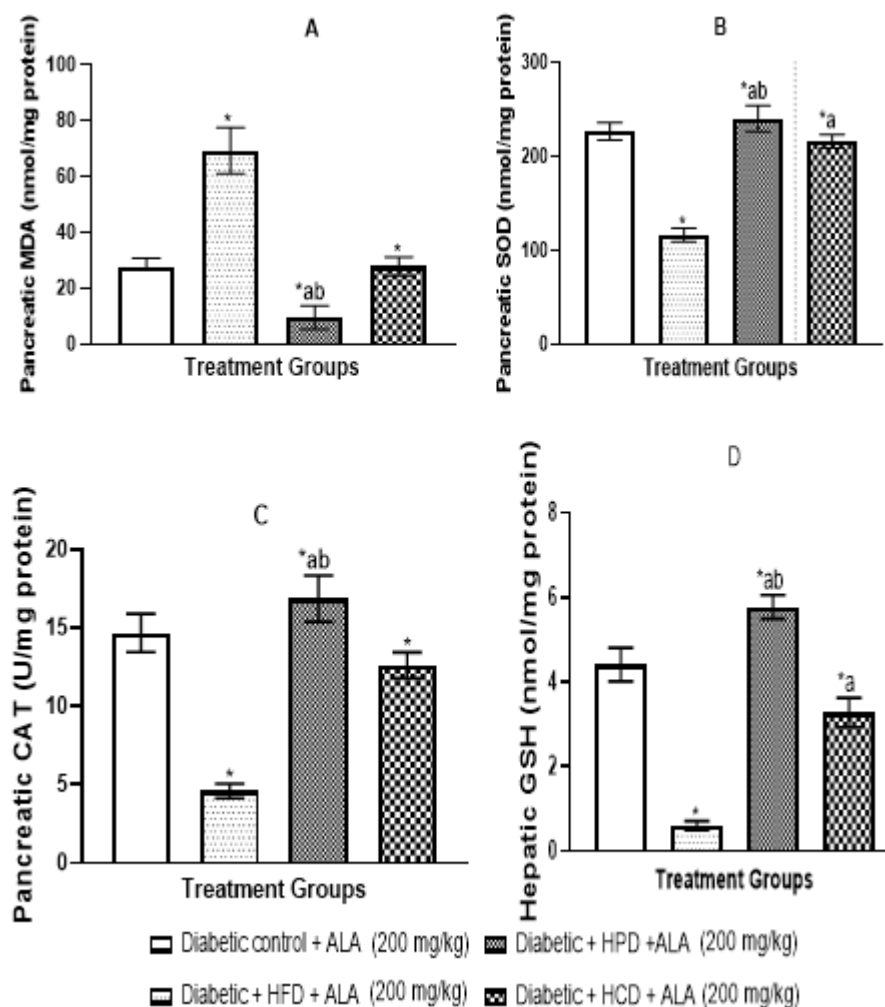 A
Pancreatic MDA (nmol/mg protein)
100
80
60
40
20
0
*
*ab
*
Treatment Groups
B
Pancreatic SOD (nmol/mg protein)
300
200
100
0
*
*ab
*a
Treatment Groups
C
Pancreatic CAT (U/mg protein)
20
15
10
5
0
*
*ab
*
Treatment Groups
D
Hepatic GSH (nmol/mg protein)
8
6
4
2
0
*
*ab
*a
Treatment Groups
Diabetic control + ALA (200 mg/kg) Diabetic + HPD +ALA (200 mg/kg)
Diabetic + HFD + ALA (200 mg/kg) Diabetic + HCD + ALA (200 mg/kg)